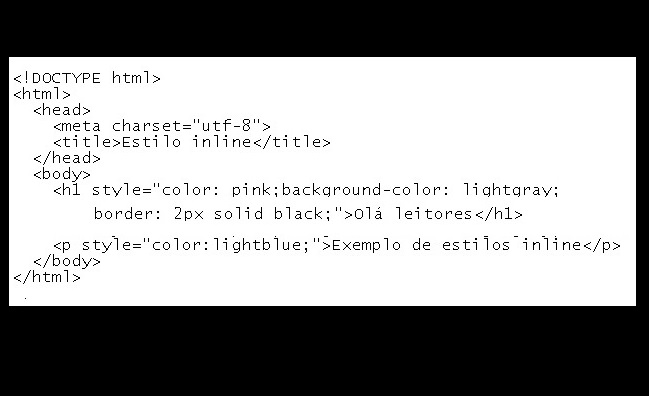 <!DOCTYPE html>
<html>
<head>
<meta charset="utf-8">
<title>Estilo inline</title>
</head>
<body>
<h1 style="color: pink;background-color: lightgray;
border: 2px solid black;">Olá leitores</h1>
<p style="color:lightblue;">Exemplo de estilos inline</p>
</body>
</html>